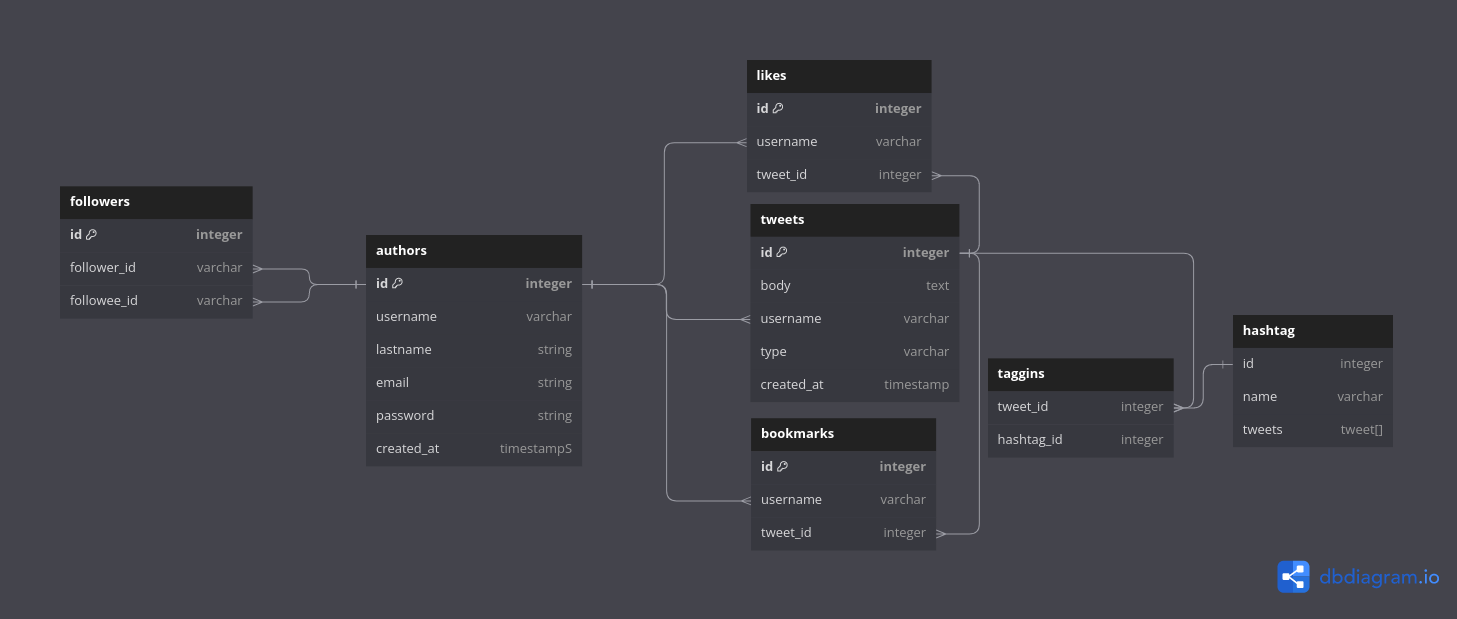 followers
id integer
follower_id varchar
followee_id varchar
authors
id integer
username varchar
lastname string
email string
password string
created_at timestampS
likes
id integer
username varchar
tweet_id integer
tweets
id integer
body text
username varchar
type varchar
created_at timestamp
bookmarks
id integer
username varchar
tweet_id integer
taggins
tweet_id integer
hashtag_id integer
hashtag
id integer
name varchar
tweets tweet[]
dbdiagram.io